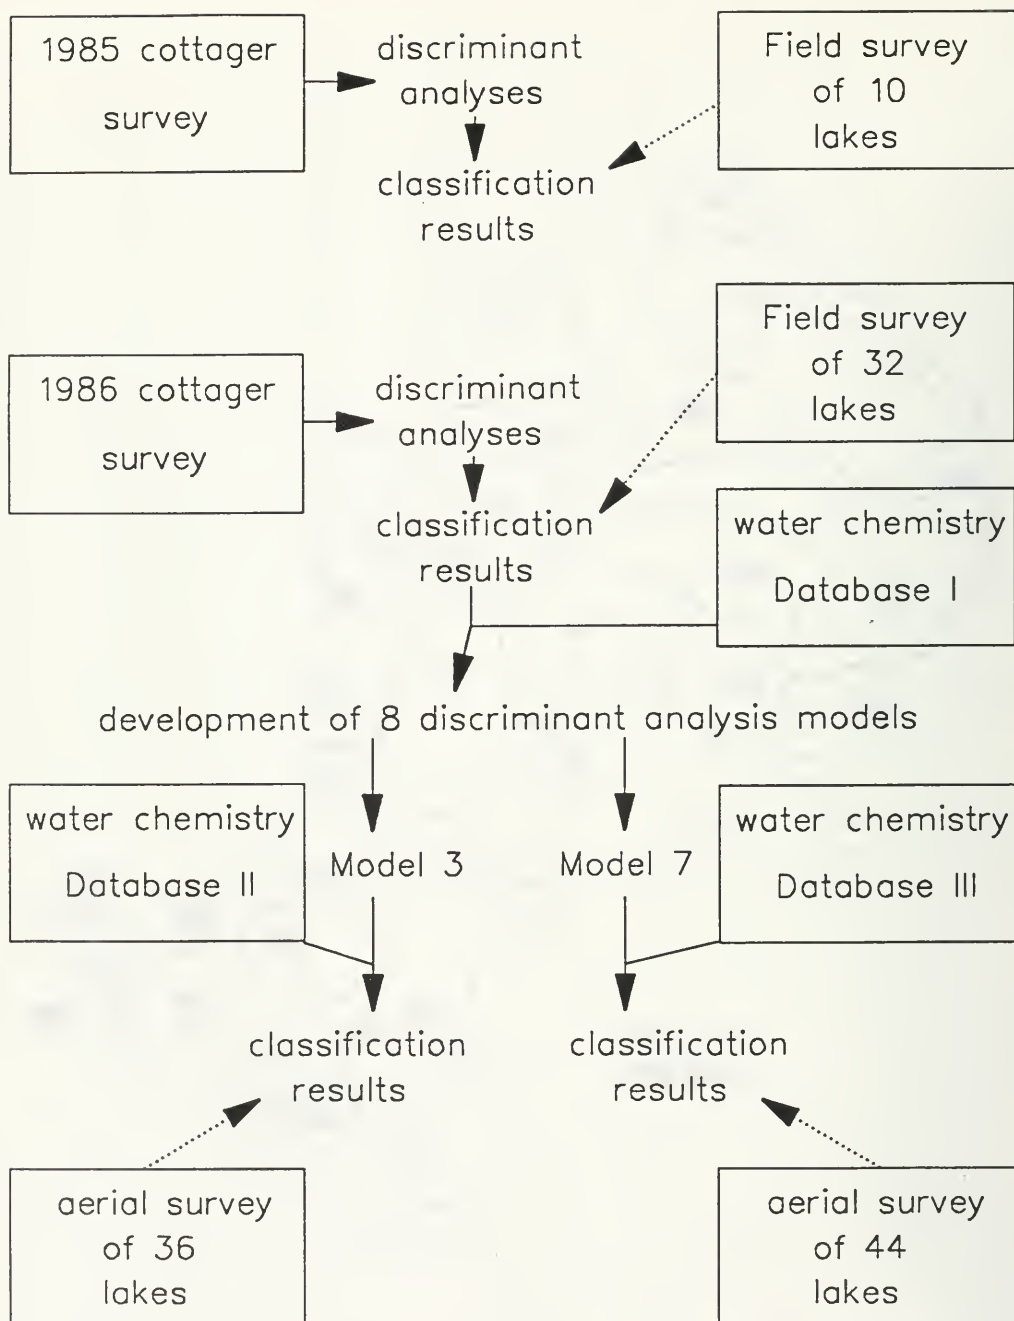 1985 cottager
survey
discriminant
analyses
classification
results
Field survey
of 10
lakes
1986 cottager
survey
discriminant
analyses
classification
results
Field survey
of 32
lakes
water chemistry
Database I
development of 8 discriminant analysis models
water chemistry
Database II
Model 3
Model 7
water chemistry
Database III
classification
results
classification
results
aerial survey
of 36
lakes
aerial survey
of 44
lakes